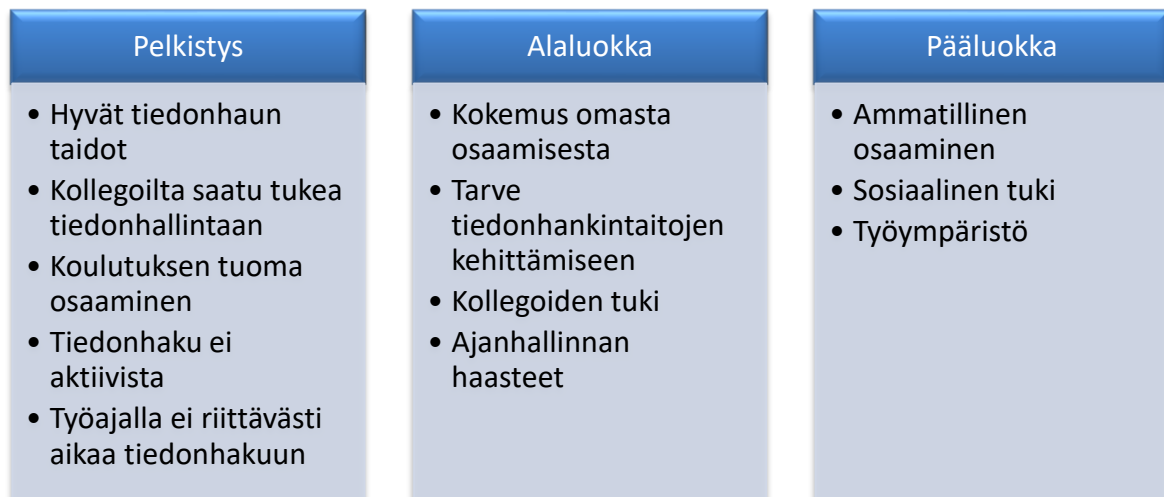 Pelkistys
• Hyvät tiedonhaun
taidot
• Kollegoilta saatu tukea
tiedonhallintaan
• Koulutuksen tuoma
osaaminen
• Tiedonhaku ei
aktiivista
• Työajalla ei riittävästi
aikaa tiedonhakuun
Alaluokka
• Kokemus omasta
osaamisesta
• Tarve
tiedonhankintaitojen
kehittämiseen
• Kollegoiden tuki
• Ajanhallinnan
haasteet
Pääluokka
• Ammatillinen
osaaminen
• Sosiaalinen tuki
• Työympäristö